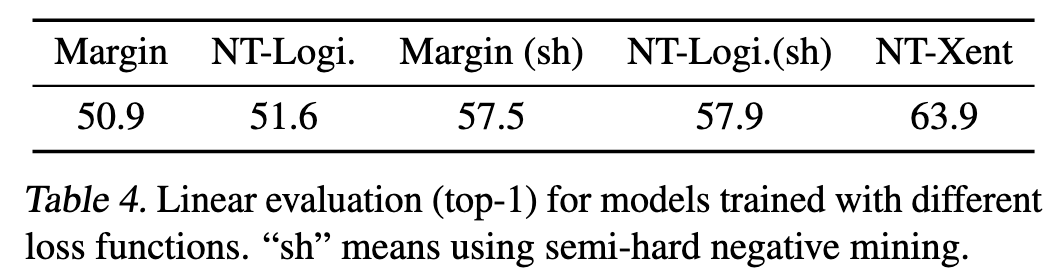 Margin NT-Logi. Margin (sh) NT-Logi.(sh) NT-Xent
50.9 51.6 57.5 57.9 63.9
Table 4. Linear evaluation (top-1) for models trained with different
loss functions. “sh” means using semi-hard negative mining.